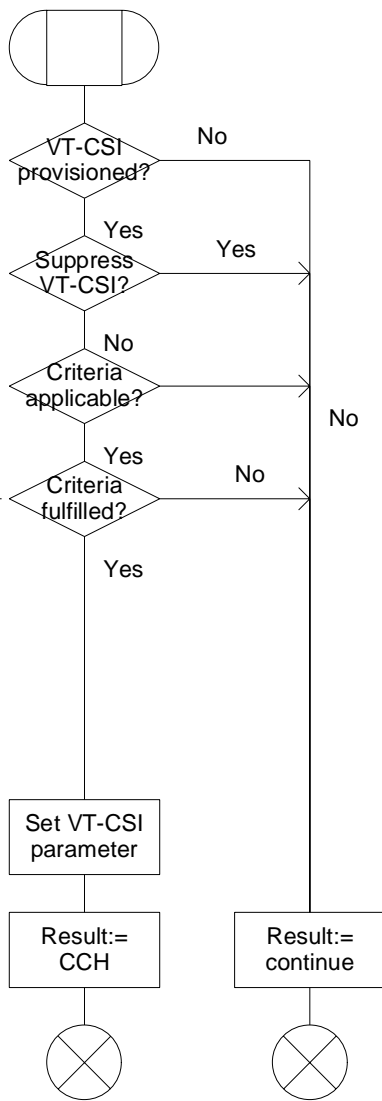 No
VT-CSI
provisioned?
Yes
Suppress
VT-CSI?
Yes
No
Criteria
applicable?
No
Yes
Criteria
fulfilled?
No
Yes
Set VT-CSI
parameter
Result:=
CCH
Result:=
continue